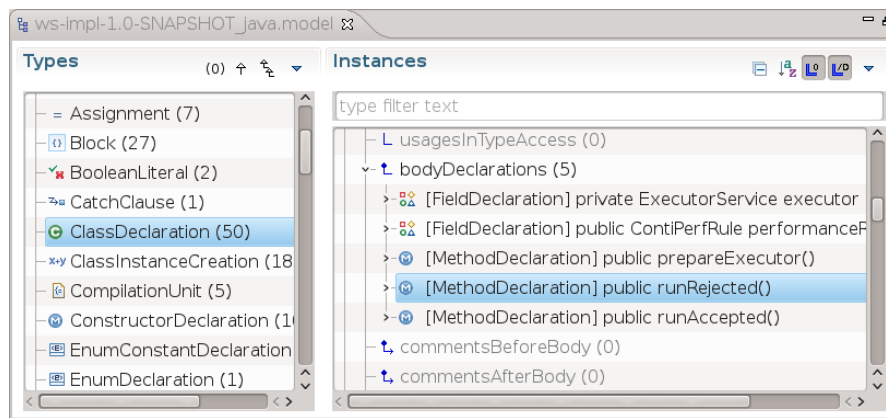 ws-impl-1.0-SNAPSHOT_java.model
Types
(0)
Assignment (7)
Block (27)
BooleanLiteral (2)
CatchClause (1)
ClassDeclaration (50)
ClassInstanceCreation (18
CompilationUnit (5)
ConstructorDeclaration (1
EnumConstantDeclaration
EnumDeclaration (1)
Instances
type filter text
usagesInTypeAccess (0)
bodyDeclarations (5)
[FieldDeclaration] private ExecutorService executor
[FieldDeclaration] public ContiPerfRule performanceR
[MethodDeclaration] public prepareExecutor()
[MethodDeclaration] public runRejected()
[MethodDeclaration] public runAccepted()
commentsBeforeBody (0)
commentsAfterBody (0)